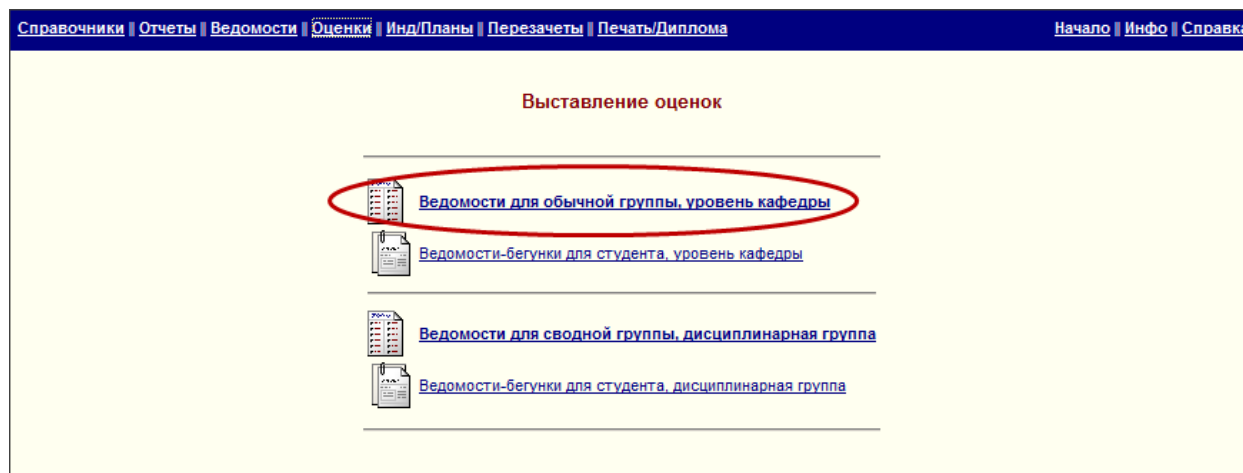 Справочники || Отчеты || Ведомости || Оценки || Инд/Планы || Перезачеты || Печать/Диплома Начало || Инфо || Справка
Выставление оценок
Ведомости для обычной группы, уровень кафедры
Ведомости-бегунки для студента, уровень кафедры
Ведомости для сводной группы, дисциплинарная группа
Ведомости-бегунки для студента, дисциплинарная группа